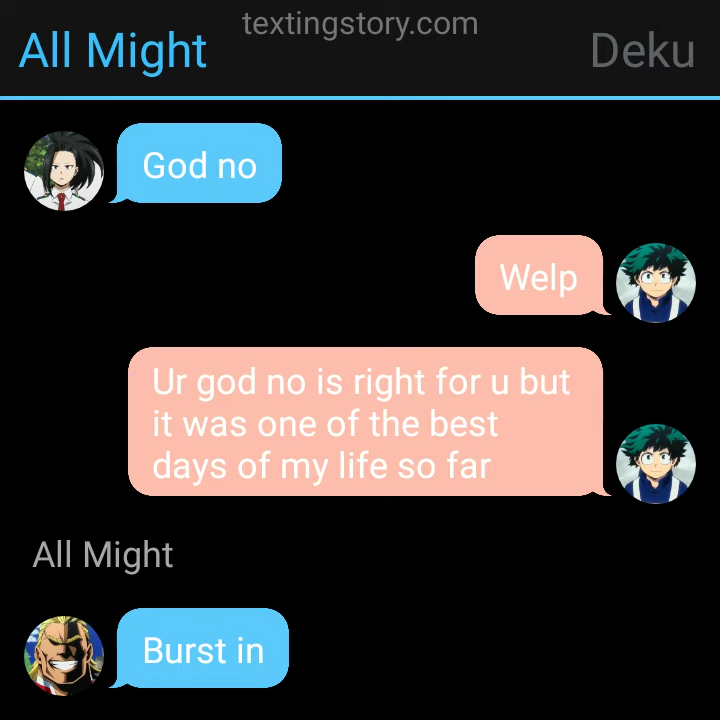 textingstory.com
All Might
Deku
God no
Welp
Ur god no is right for u but
it was one of the best
days of my life so far
All Might
Burst in